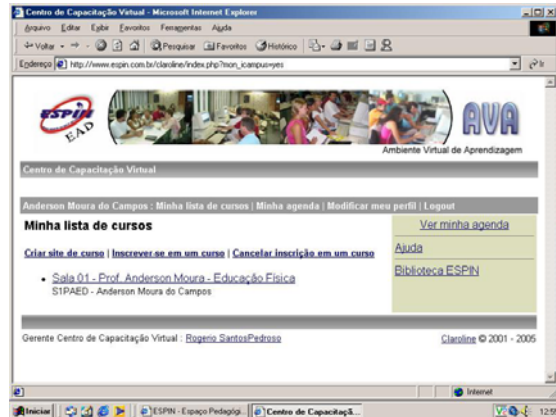 Centro de Capacitação Virtual - Microsoft Internet Explorer
Arquivo Editar Exibir Favoritos Ferramentas Ajuda
Voltar Pesquisar Favoritos Histórico
Endereço http://www.espin.com.br/claroline/index.php?mon_icampus=yes Ir
ESPIN EAD AVA
Ambiente Virtual de Aprendizagem
Centro de Capacitação Virtual
Anderson Moura do Campos : Minha lista de cursos | Minha agenda | Modificar meu perfil | Logout
Minha lista de cursos
Ver minha agenda
Criar site de curso | Inscrever-se em um curso | Cancelar inscrição em um curso
Ajuda
Sala 01 - Prof. Anderson Moura - Educação Física
Biblioteca ESPIN
S1PAED - Anderson Moura do Campos
Gerente Centro de Capacitação Virtual : Rogerio SantosPedroso
Claroline © 2001 - 2005
Internet
Iniciar ESPIN - Espaço Pedagógi... Centro de Capacitaçã...